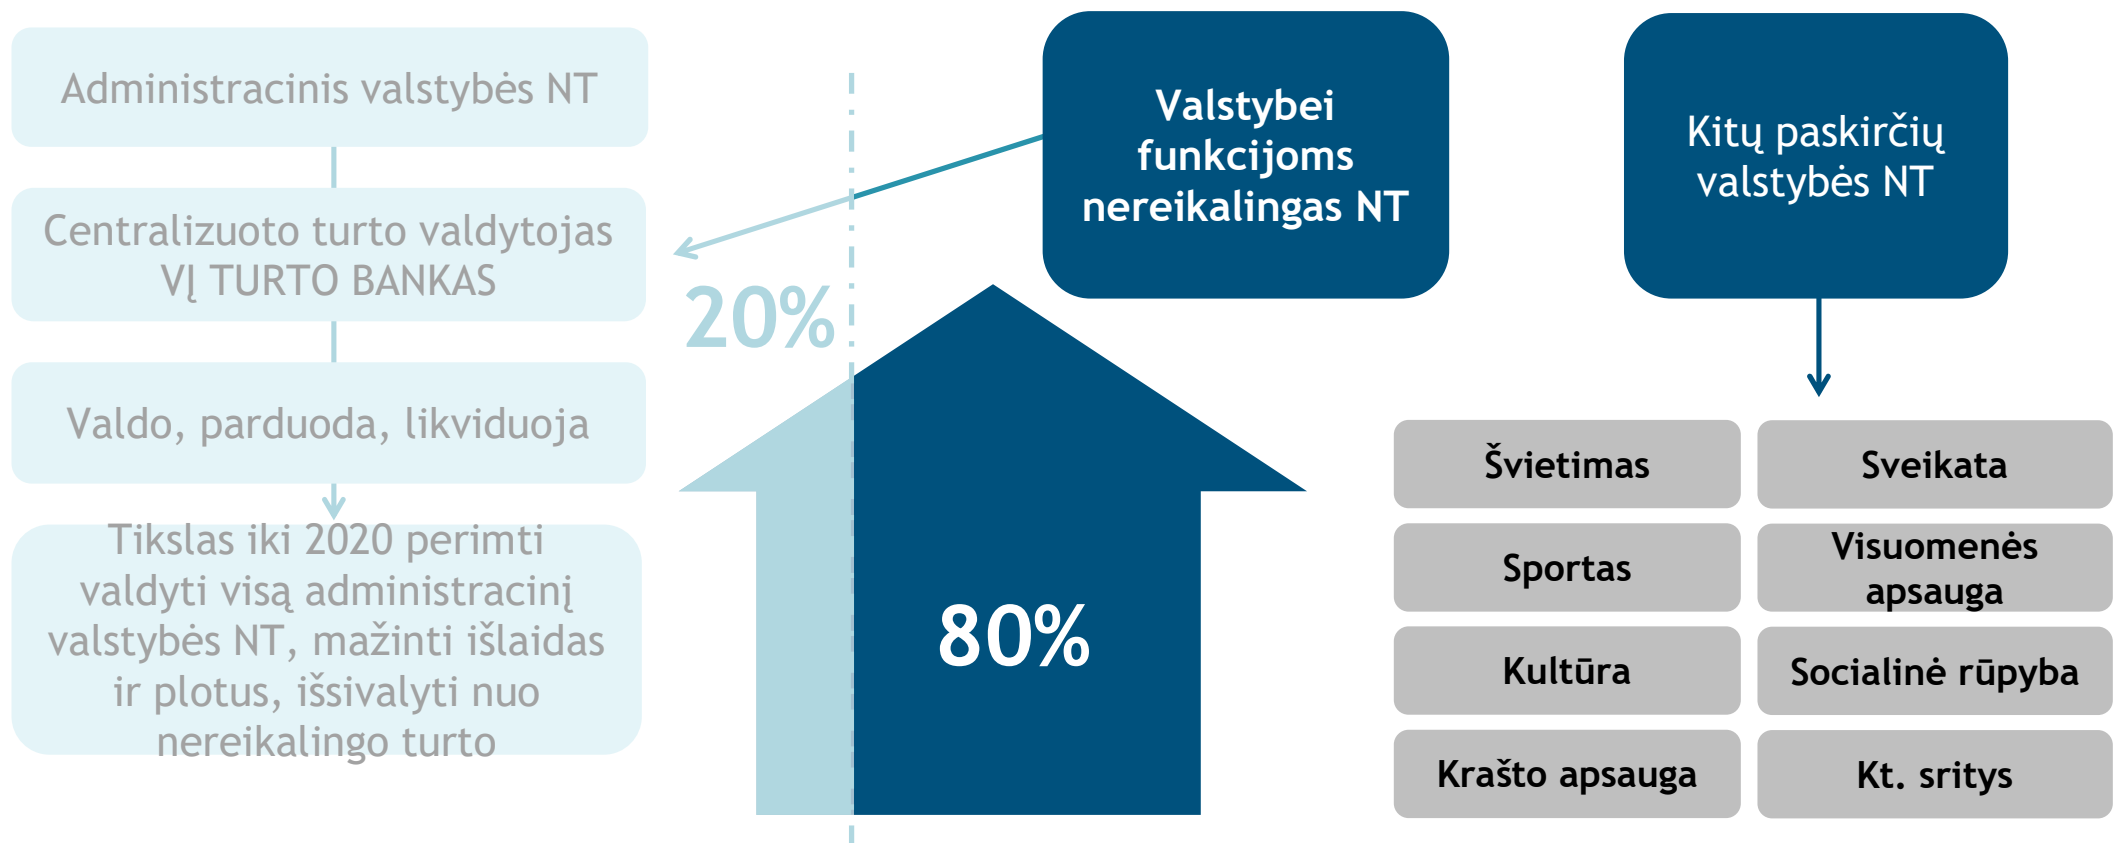 Administracinis valstybės NT
Centralizuoto turto valdytojas
VĮ TURTO BANKAS
Valdo, parduoda, likviduoja
Tikslas iki 2020 perimti
valdyti visą administracinį
valstybės NT, mažinti išlaidas
ir plotus, išsivalyti nuo
nereikalingo turto
20%
80%
Valstybei
funkcijoms
nereikalingas NT
Kitų paskirčių
valstybės NT
Švietimas
Sveikata
Sportas
Visuomenės
apsauga
Kultūra
Socialinė rūpyba
Krašto apsauga
Kt. sritys